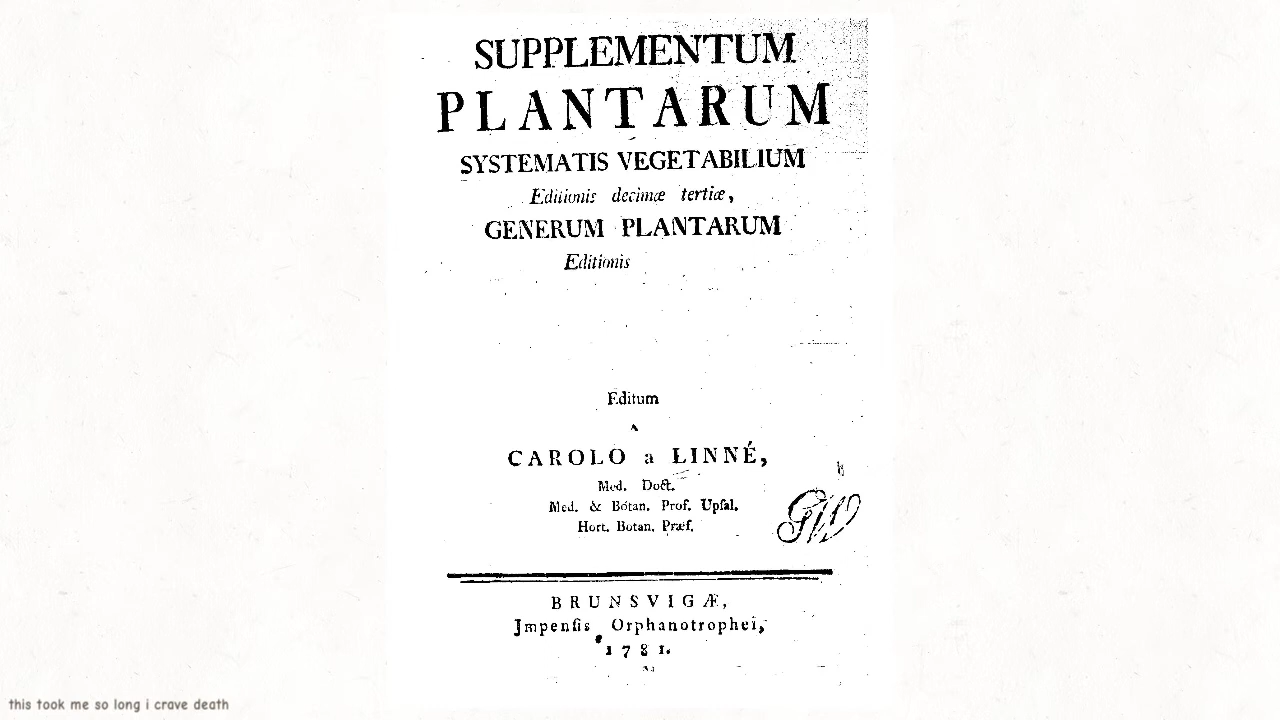 SUPPLEMENTUM
PLANTARUM
SYSTEMATIS VEGETABILIUM
Editionis decimæ tertiæ,
GENERUM PLANTARUM
Editionis
Editum
A
CAROLO a LINNÉ,
Med. Doct.
Med. & Botan. Prof. Upſal.
Hort. Botan. Præf.
BRUNSVIGÆ,
Jmpenſis Orphanotrophei,
1781.
this took me so long i crave death